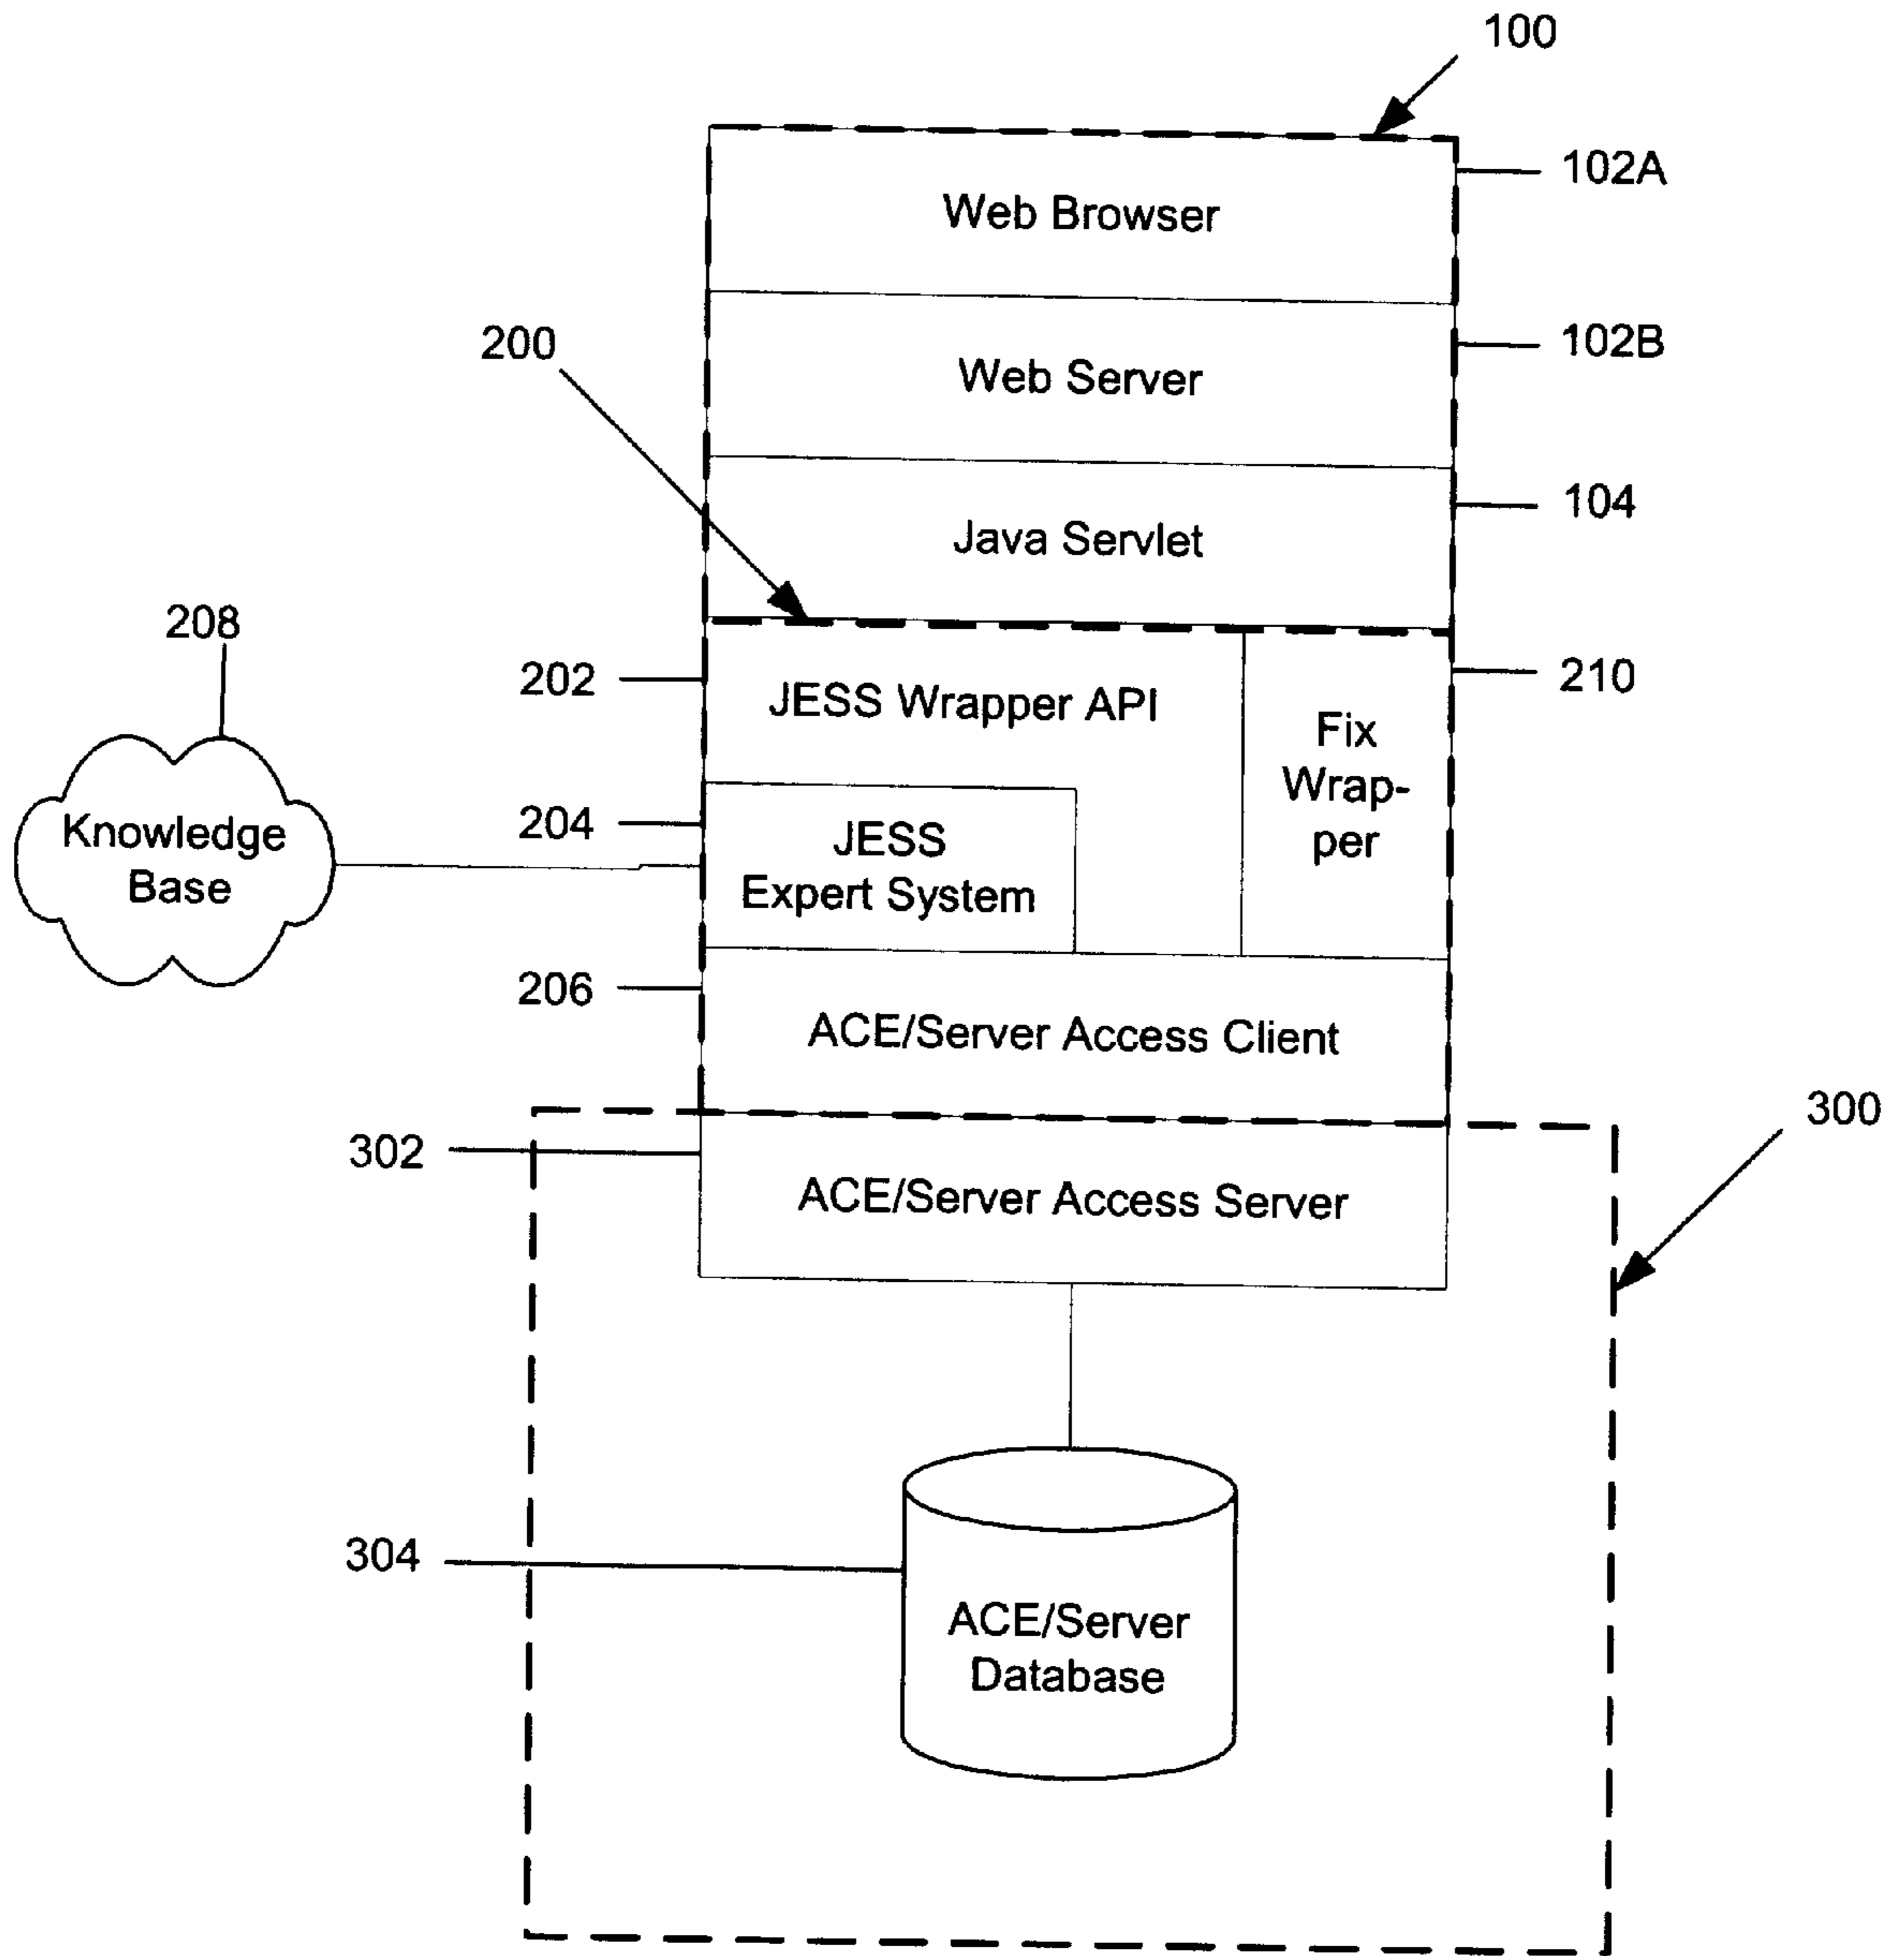 100
102A
Web Browser
200
102B
Web Server
104
Java Servlet
208
202
JESS Wrapper API
210
Fix
Wrap-
per
Knowledge
Base
204
JESS
Expert System
206
ACE/Server Access Client
300
302
ACE/Server Access Server
304
ACE/Server
Database